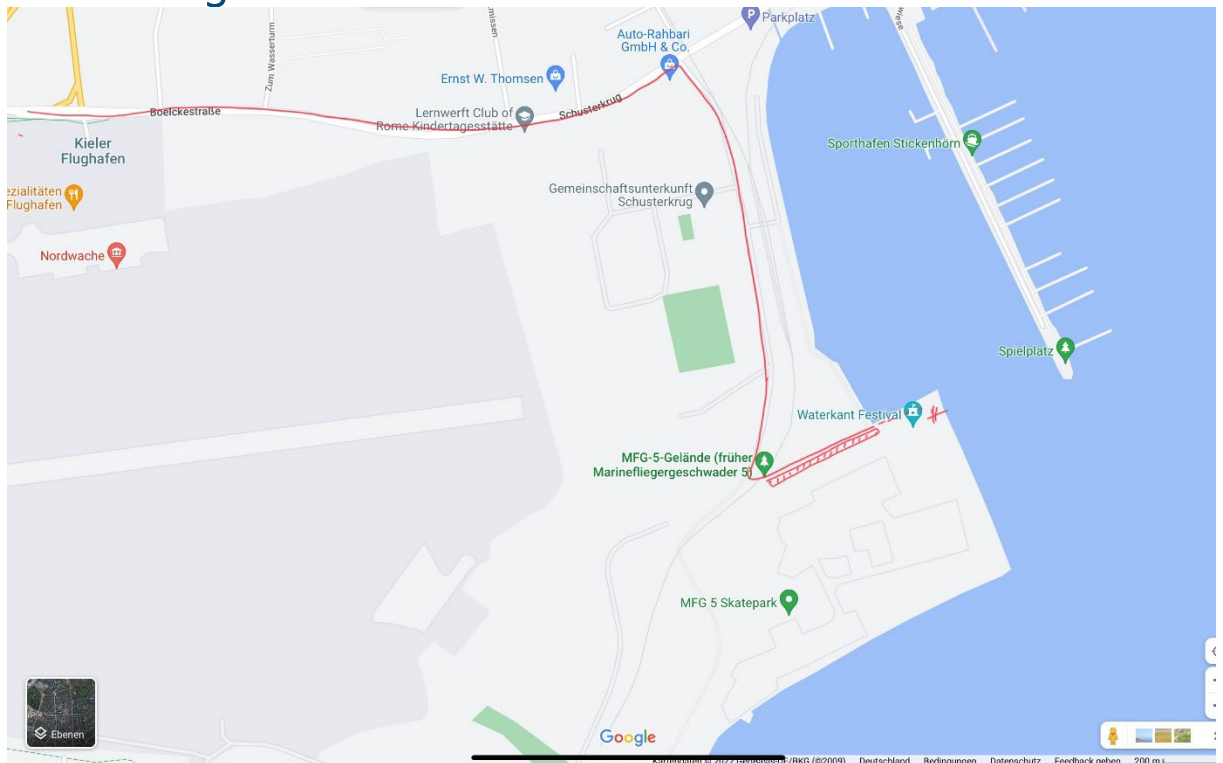 Parkplatz
wiese
Auto-Rahbari
GmbH & Co.
Zum Wasserturm
Ernst W. Thomsen
Boelckestraße
Lernwerft Club of
Rome Kindertagesstätte
Schusterkrug
Kieler
Flughafen
Sporthafen Stickenhörn
Gemeinschaftsunterkunft
Schusterkrug
ezialitäten
Flughafen
Nordwache
Spielplatz
Waterkant Festival
MFG-5-Gelände (früher
Marinefliegergeschwader 5)
MFG 5 Skatepark
Ebenen
Google
Deutschland Bedingungen Datenschutz Feedback geben 200 m